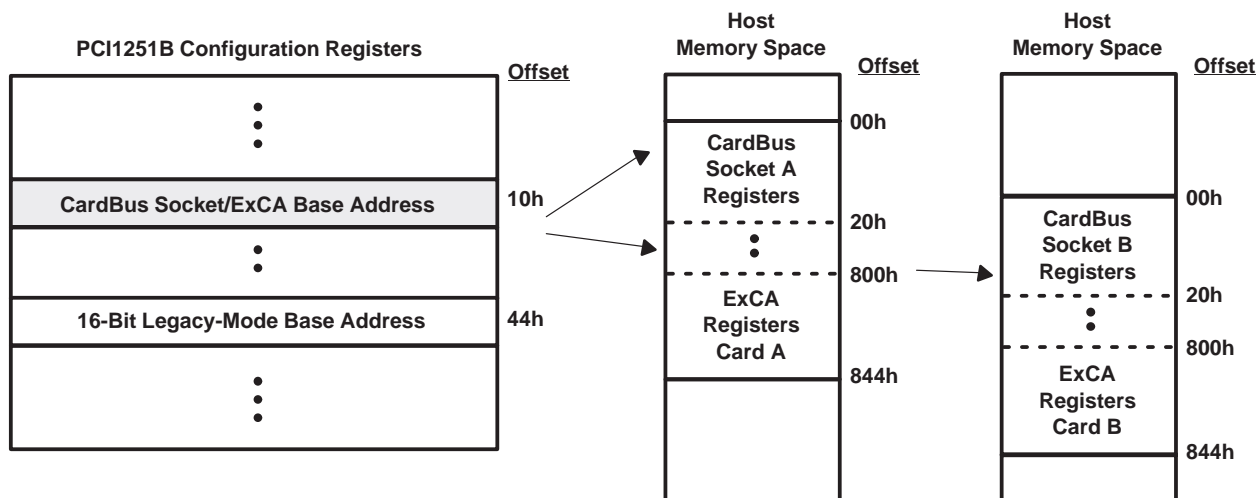 PCI1251B Configuration Registers
Offset
CardBus Socket/ExCA Base Address
10h
16-Bit Legacy-Mode Base Address
44h
Host
Memory Space
Offset
00h
CardBus
Socket A
Registers
20h
800h
ExCA
Registers
Card A
844h
Host
Memory Space
Offset
00h
CardBus
Socket B
Registers
20h
800h
ExCA
Registers
Card B
844h